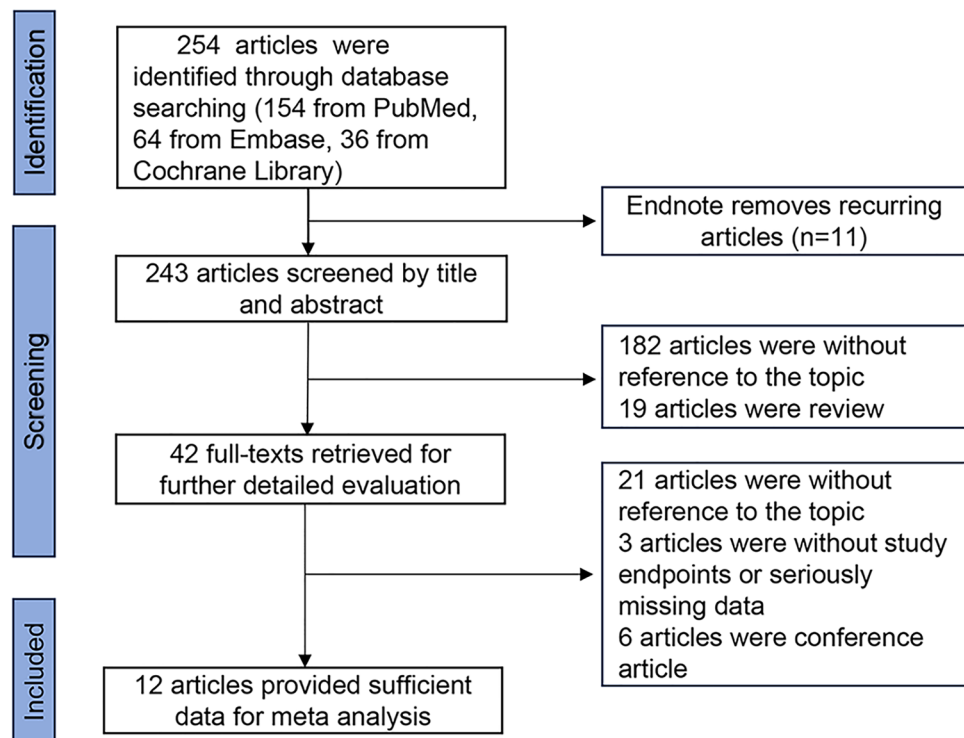 Identification
254 articles were
identified through database
searching (154 from PubMed,
64 from Embase, 36 from
Cochrane Library)
Endnote removes recurring
articles (n=11)
Screening
243 articles screened by title
and abstract
182 articles were without
reference to the topic
19 articles were review
42 full-texts retrieved for
further detailed evaluation
21 articles were without
reference to the topic
3 articles were without study
endpoints or seriously
missing data
6 articles were conference
article
Included
12 articles provided sufficient
data for meta analysis